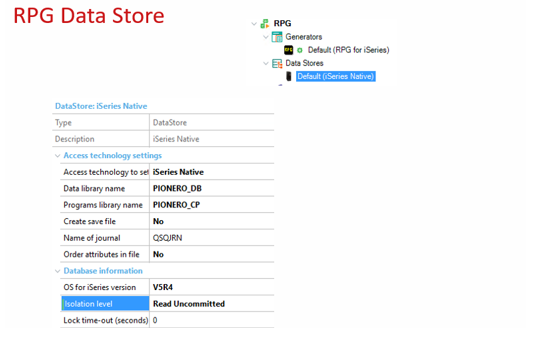 RPG Data Store
RPG
Generators
Default (RPG for iSeries)
Data Stores
Default (iSeries Native)
DataStore: iSeries Native
Type DataStore
Description iSeries Native
Access technology settings
Access technology to set iSeries Native
Data library name PIONERO_DB
Programs library name PIONERO_CP
Create save file No
Name of journal QSQJRN
Order attributes in file No
Database information
OS for iSeries version V5R4
Isolation level Read Uncommitted
Lock time-out (seconds) 0